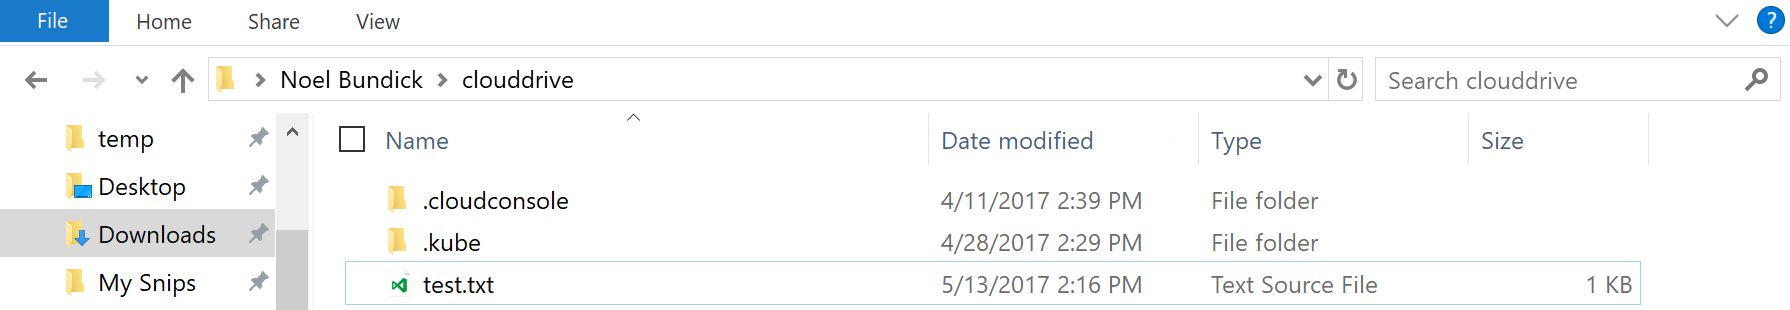 File Home Share View
Noel Bundick clouddrive Search clouddrive
temp
Desktop
Downloads
My Snips
Name Date modified Type Size
.cloudconsole 4/11/2017 2:39 PM File folder
.kube 4/28/2017 2:29 PM File folder
test.txt 5/13/2017 2:16 PM Text Source File 1 KB